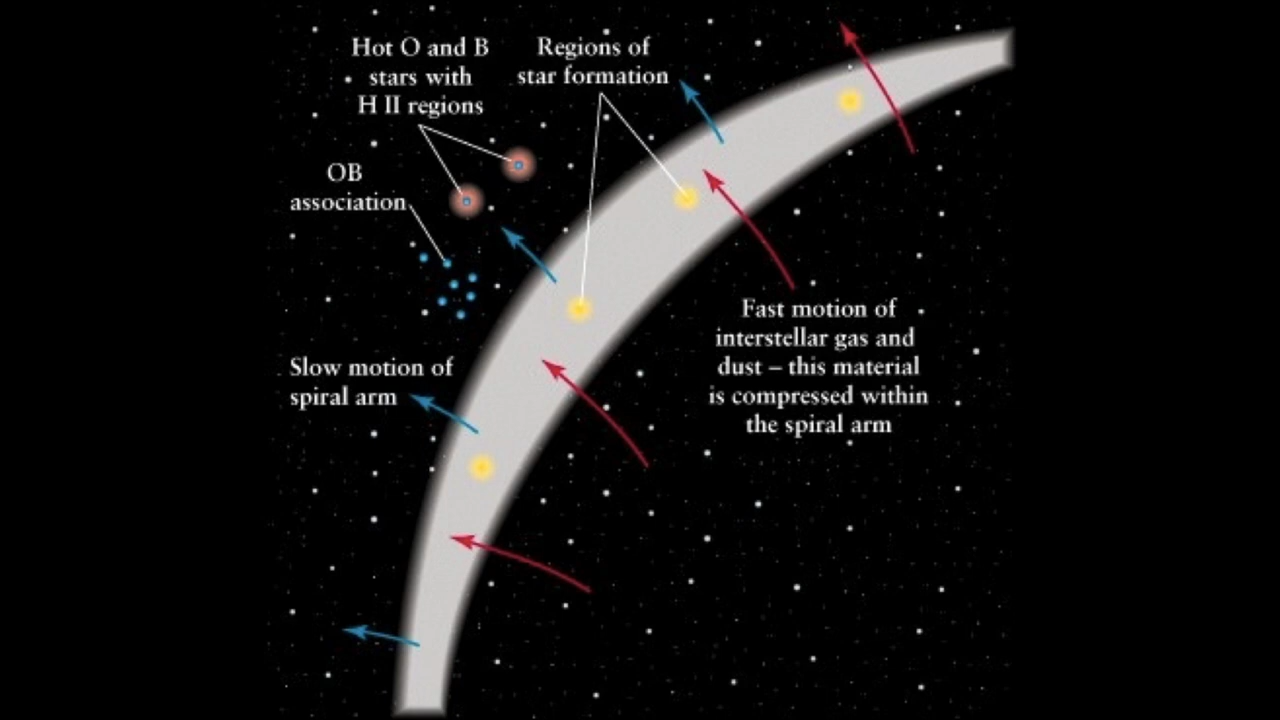 Hot O and B
stars with
H II regions
Regions of
star formation
OB
association
Slow motion of
spiral arm
Fast motion of
interstellar gas and
dust – this material
is compressed within
the spiral arm